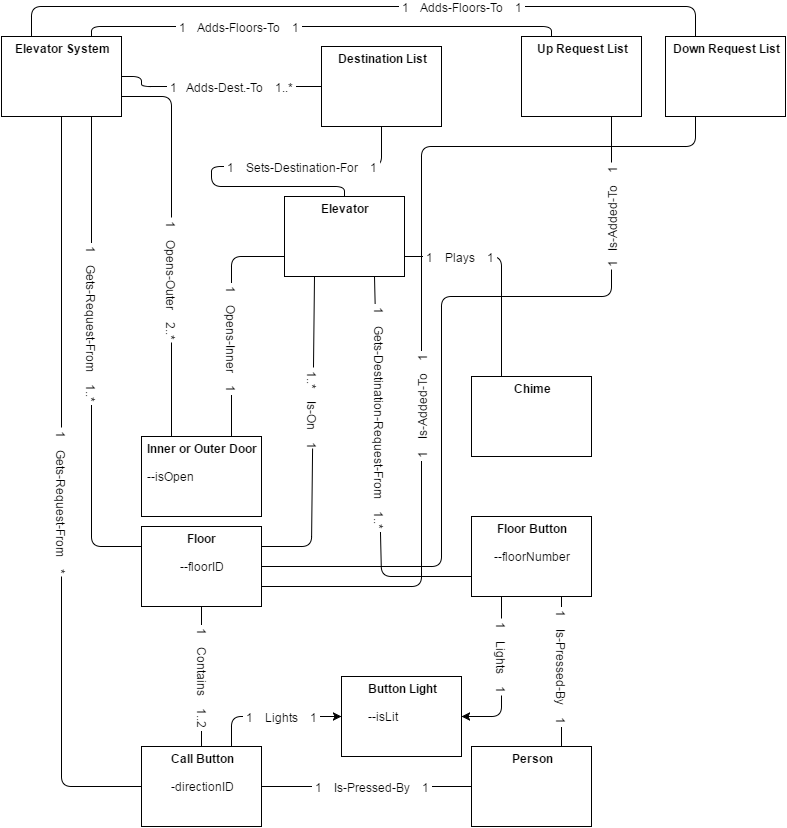 1 Adds-Floors-To 1
1 Adds-Floors-To 1
Elevator System
Destination List
Up Request List
Down Request List
1 Adds-Dest.-To 1..*
1 Sets-Destination-For 1
1 Is-Added-To 1
Elevator
1 Plays 1
1 Opens-Outer 2..*
1 Gets-Request-From 1..*
1 Opens-Inner 1
1..* Is-On 1
1 Gets-Destination-Request-From 1..*
1 Is-Added-To 1
Chime
1 Gets-Request-From *
Inner or Outer Door
--isOpen
Floor
--floorID
Floor Button
--floorNumber
1 Contains 1..2
1 Lights 1
1 Is-Pressed-By 1
Button Light
--isLit
1 Lights 1
Call Button
-directionID
Person
1 Is-Pressed-By 1